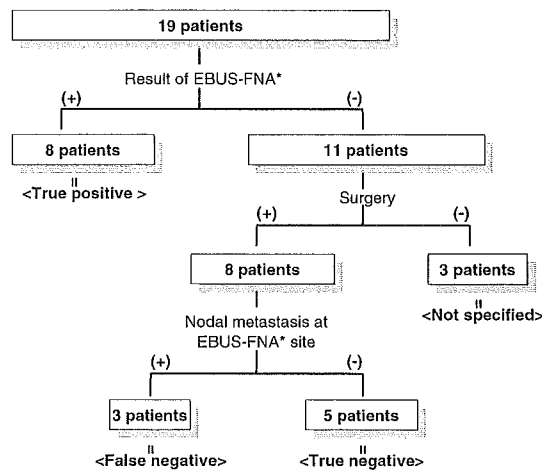 19 patients
Result of EBUS-FNA*
(+) (-)
8 patients 11 patients
=
<True positive >
Surgery
(+) (-)
8 patients 3 patients
=
<Not specified>
Nodal metastasis at
EBUS-FNA* site
(+) (-)
3 patients 5 patients
= =
<False negative> <True negative>